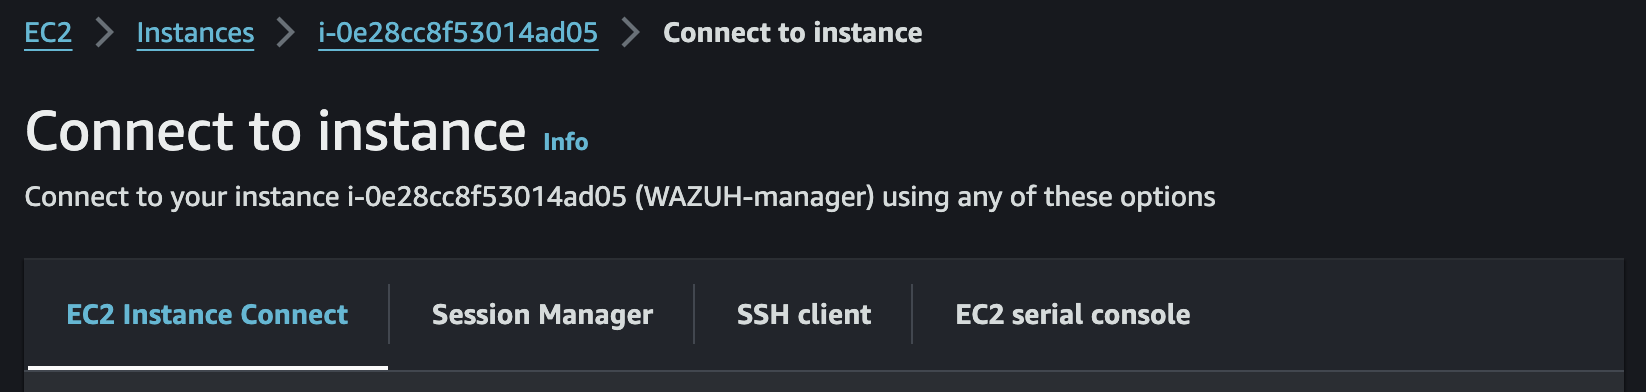 EC2 > Instances > i-0e28cc8f53014ad05 > Connect to instance
Connect to instance Info
Connect to your instance i-0e28cc8f53014ad05 (WAZUH-manager) using any of these options
EC2 Instance Connect Session Manager SSH client EC2 serial console